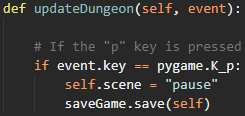 def updateDungeon(self, event):
# If the "p" key is pressed
if event.key == pygame.K_p:
self.scene = "pause"
saveGame.save(self)